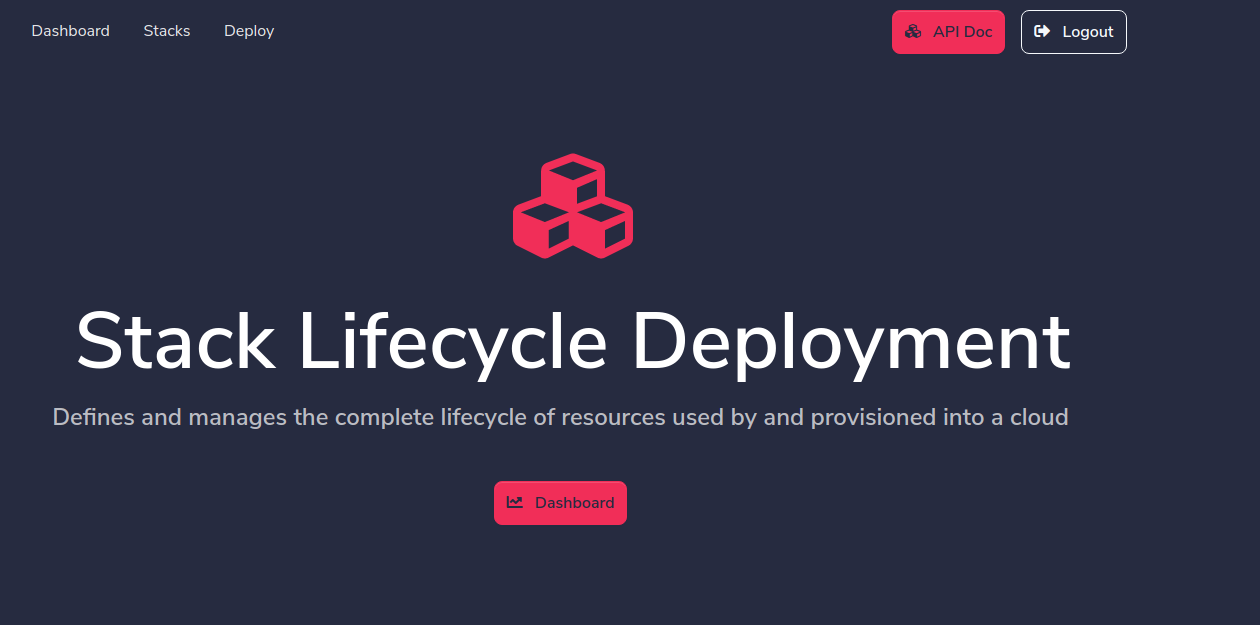 Dashboard Stacks Deploy API Doc Logout
Stack Lifecycle Deployment
Defines and manages the complete lifecycle of resources used by and provisioned into a cloud
Dashboard